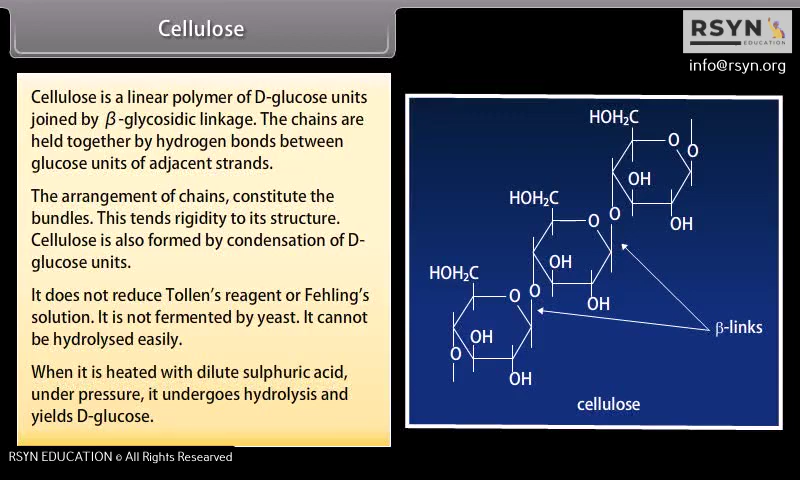 Cellulose
RSYN
EDUCATION
info@rsyn.org
Cellulose is a linear polymer of D-glucose units
joined by β-glycosidic linkage. The chains are
held together by hydrogen bonds between
glucose units of adjacent strands.
The arrangement of chains, constitute the
bundles. This tends rigidity to its structure.
Cellulose is also formed by condensation of D-
glucose units.
It does not reduce Tollen's reagent or Fehling's
solution. It is not fermented by yeast. It cannot
be hydrolysed easily.
When it is heated with dilute sulphuric acid,
under pressure, it undergoes hydrolysis and
yields D-glucose.
HOH₂C
O
O
OH
OH
HOH₂C
O
O
OH
OH
HOH₂C
O
O
OH
O
OH
β-links
cellulose
RSYN EDUCATION © All Rights Researved